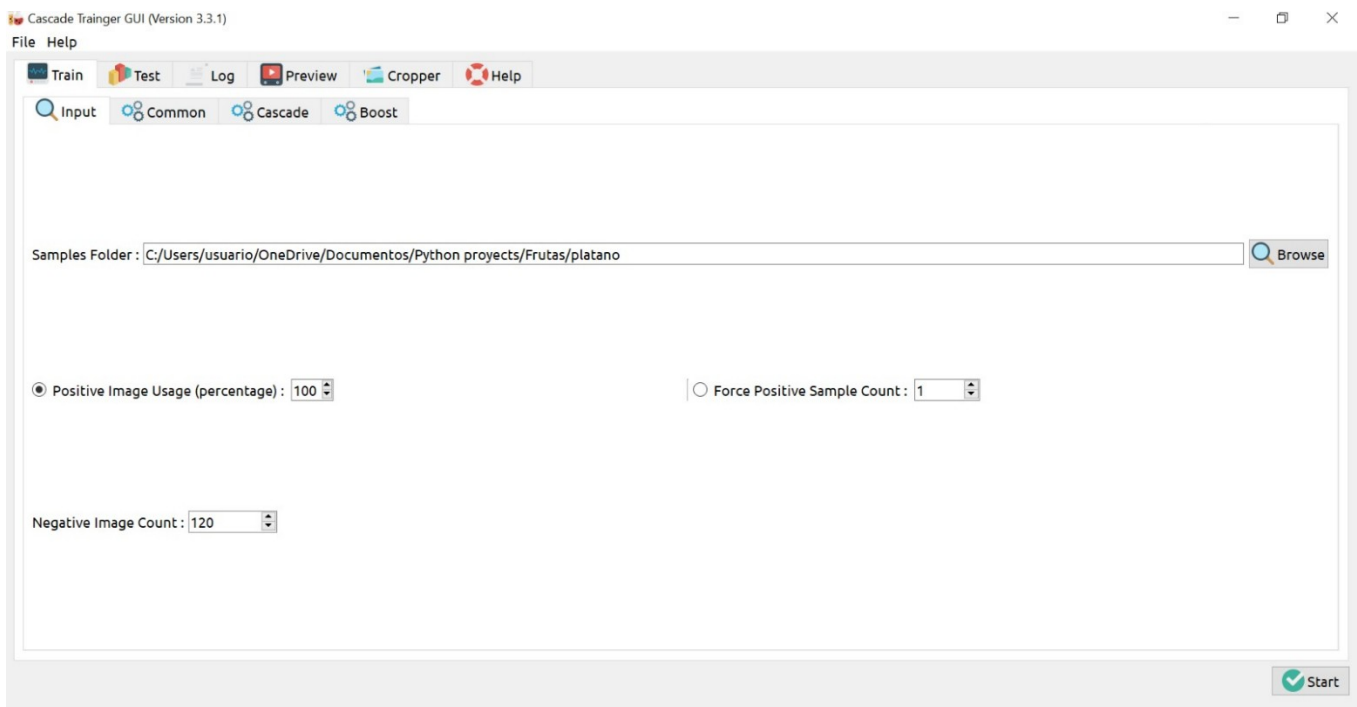 Cascade Trainger GUI (Version 3.3.1)
File Help
Train Test Log Preview Cropper Help
Input Common Cascade Boost
Samples Folder : C:/Users/usuario/OneDrive/Documentos/Python proyects/Frutas/platano Browse
Positive Image Usage (percentage) : 100 Force Positive Sample Count : 1
Negative Image Count : 120
Start